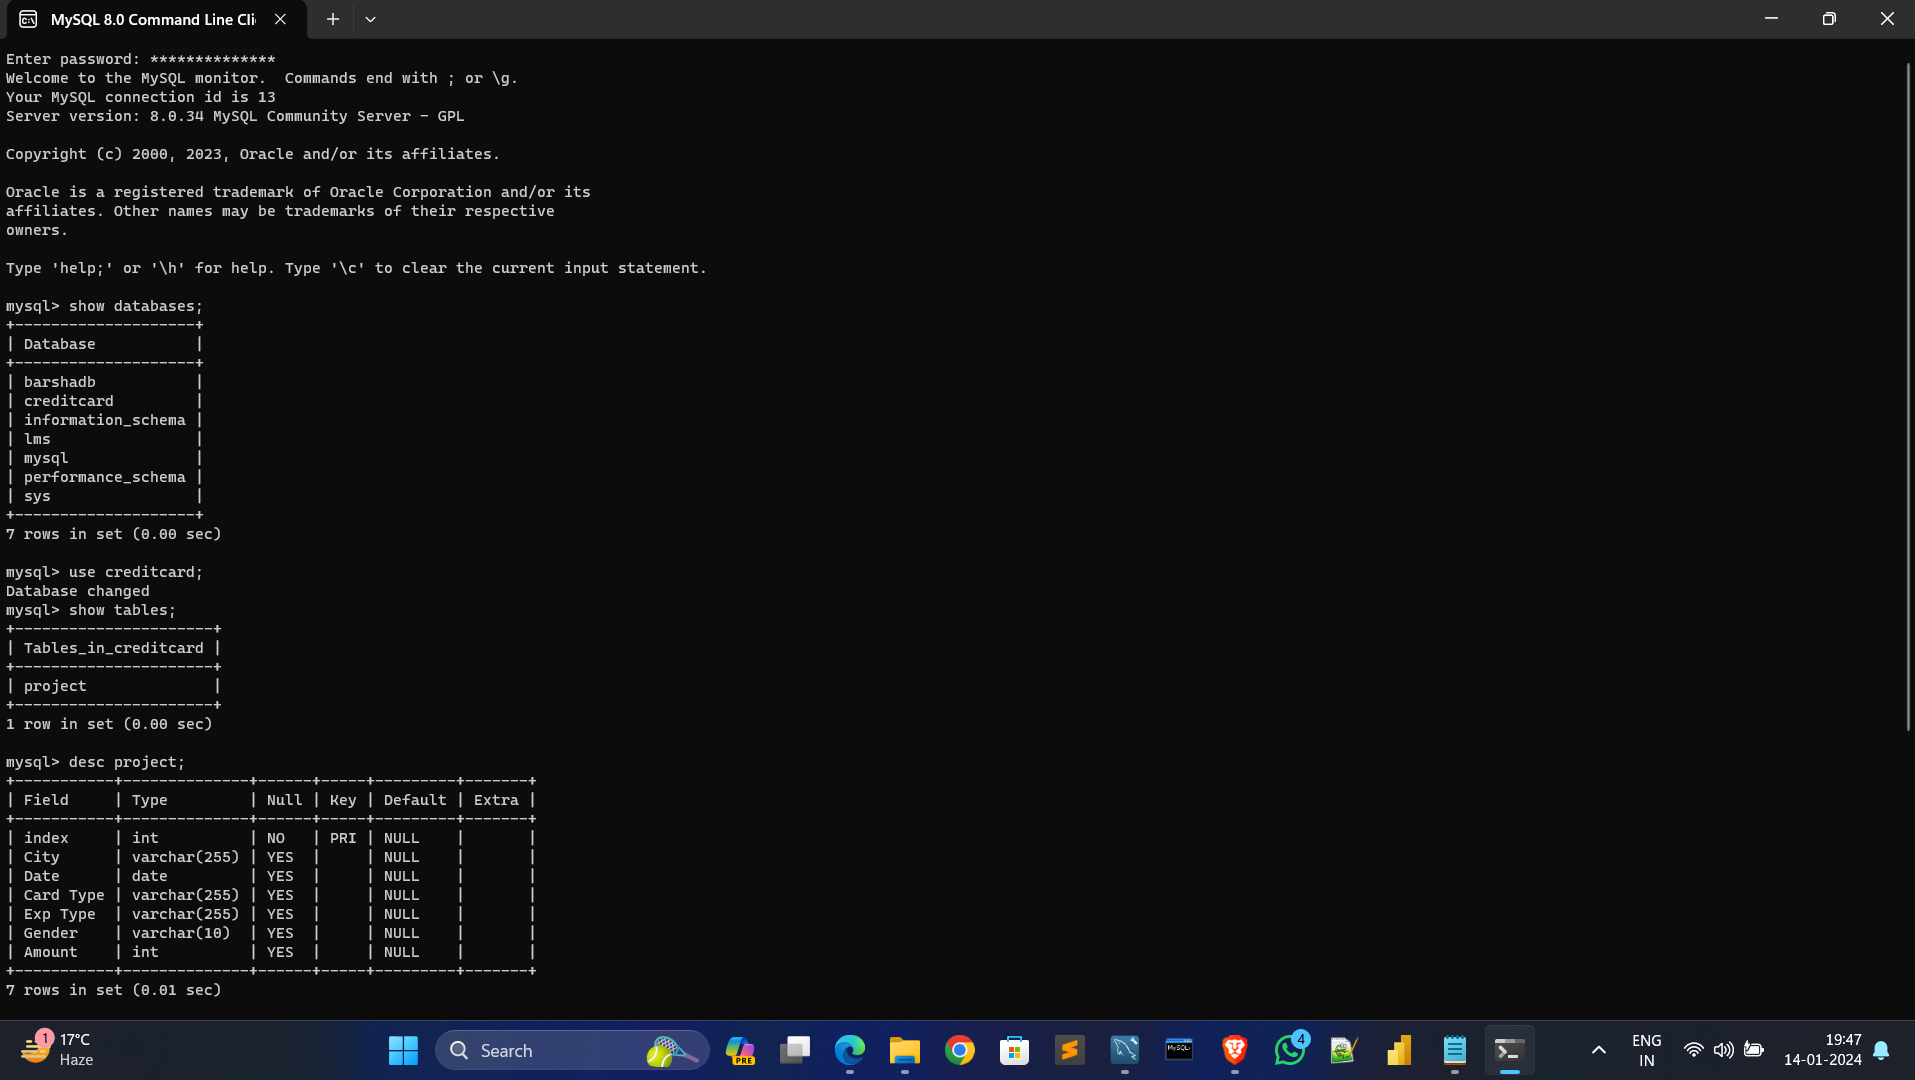 MySQL 8.0 Command Line Cli
Enter password: **************
Welcome to the MySQL monitor.  Commands end with ; or \g.
Your MySQL connection id is 13
Server version: 8.0.34 MySQL Community Server - GPL
Copyright (c) 2000, 2023, Oracle and/or its affiliates.
Oracle is a registered trademark of Oracle Corporation and/or its
affiliates. Other names may be trademarks of their respective
owners.
Type 'help;' or '\h' for help. Type '\c' to clear the current input statement.
mysql> show databases;
+--------------------+
| Database           |
+--------------------+
| barshadb           |
| creditcard         |
| information_schema |
| lms                |
| mysql              |
| performance_schema |
| sys                |
+--------------------+
7 rows in set (0.00 sec)
mysql> use creditcard;
Database changed
mysql> show tables;
+----------------------+
| Tables_in_creditcard |
+----------------------+
| project              |
+----------------------+
1 row in set (0.00 sec)
mysql> desc project;
+-----------+--------------+------+-----+---------+-------+
| Field     | Type         | Null | Key | Default | Extra |
+-----------+--------------+------+-----+---------+-------+
| index     | int          | NO   | PRI | NULL    |       |
| City      | varchar(255) | YES  |     | NULL    |       |
| Date      | date         | YES  |     | NULL    |       |
| Card Type | varchar(255) | YES  |     | NULL    |       |
| Exp Type  | varchar(255) | YES  |     | NULL    |       |
| Gender    | varchar(10)  | YES  |     | NULL    |       |
| Amount    | int          | YES  |     | NULL    |       |
+-----------+--------------+------+-----+---------+-------+
7 rows in set (0.01 sec)
1
17°C
Haze
Search
PRE
MySQL
4
ENG
IN
19:47
14-01-2024